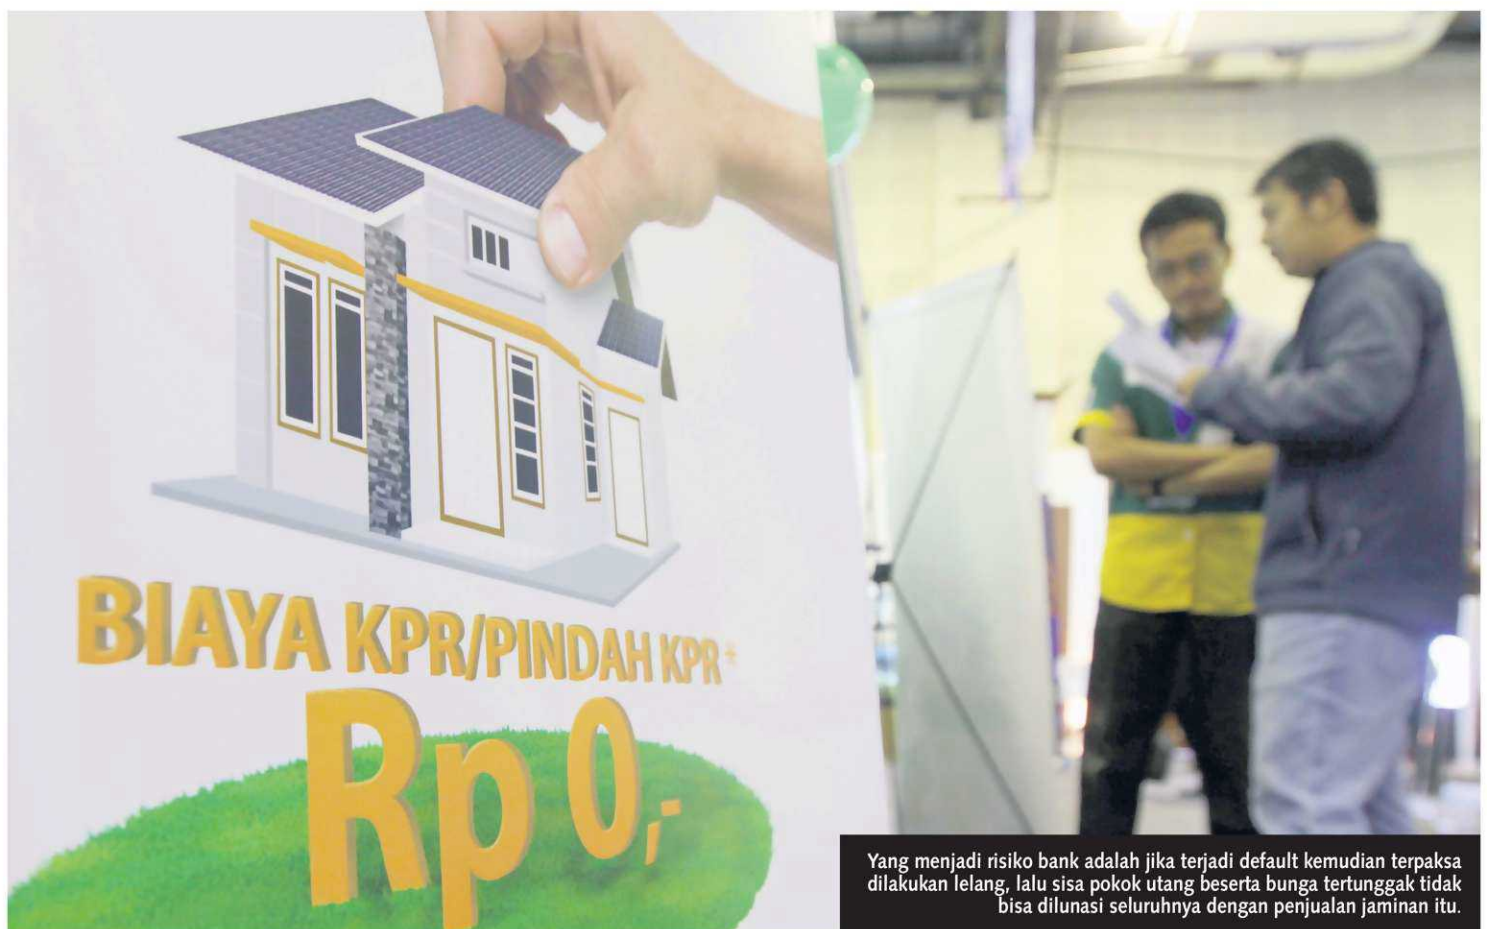 BIAYA KPR/PINDAH KPR*
Rp 0,-
Yang menjadi risiko bank adalah jika terjadi default kemudian terpaksa
dilakukan lelang, lalu sisa pokok utang beserta bunga tertunggak tidak
bisa dilunasi seluruhnya dengan penjualan jaminan itu.